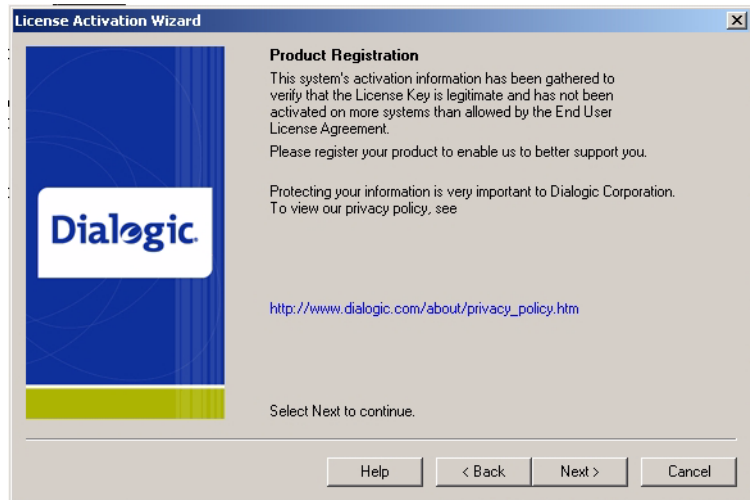 License Activation Wizard
Product Registration
This system's activation information has been gathered to
verify that the License Key is legitimate and has not been
activated on more systems than allowed by the End User
License Agreement.
Please register your product to enable us to better support you.
Protecting your information is very important to Dialogic Corporation.
To view our privacy policy, see
Dialogic
http://www.dialogic.com/about/privacy_policy.htm
Select Next to continue.
Help
< Back
Next >
Cancel